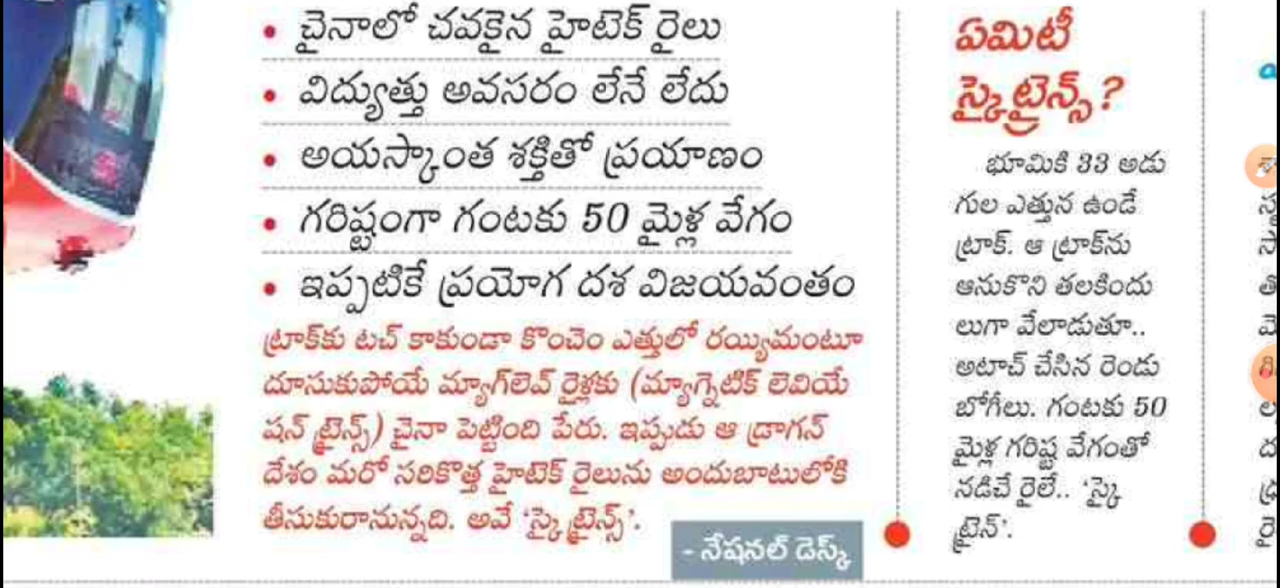 • చైనాలో చవకైన హైటెక్ రైలు
• విద్యుత్తు అవసరం లేనే లేదు
• అయస్కాంత శక్తితో ప్రయాణం
• గరిష్టంగా గంటకు 50 మైళ్ల వేగం
• ఇప్పటికే ప్రయోగ దశ విజయవంతం
ట్రాక్‌కు టచ్ కాకుండా కొంచెం ఎత్తులో రయ్యిమంటూ
దూసుకుపోయే మ్యాగ్‌లెవ్ రైళ్లకు (మ్యాగ్నెటిక్ లెవియే
షన్ ట్రైన్స్) చైనా పెట్టింది పేరు. ఇప్పుడు ఆ డ్రాగన్
దేశం మరో సరికొత్త హైటెక్ రైలును అందుబాటులోకి
తీసుకురానున్నది. అవే ‘స్కై ట్రైన్స్’.
- నేషనల్ డెస్క్
ఏమిటీ
స్కైట్రైన్స్?
భూమికి 33 అడు
గుల ఎత్తున ఉండే
ట్రాక్. ఆ ట్రాక్‌ను
ఆనుకొని తలకిందు
లుగా వేలాడుతూ..
అటాచ్ చేసిన రెండు
బోగీలు. గంటకు 50
మైళ్ల గరిష్ట వేగంతో
నడిచే రైలే.. ‘స్కై
ట్రైన్’.